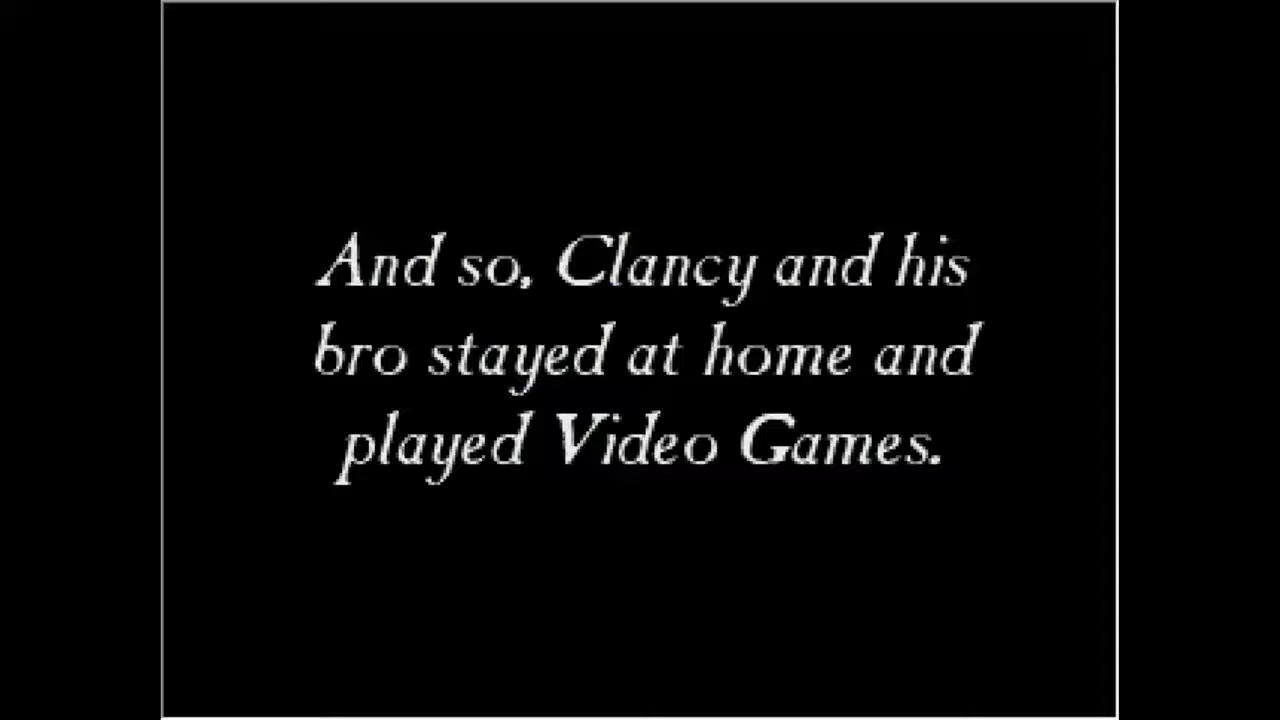 And so, Clancy and his
bro stayed at home and
played Video Games.